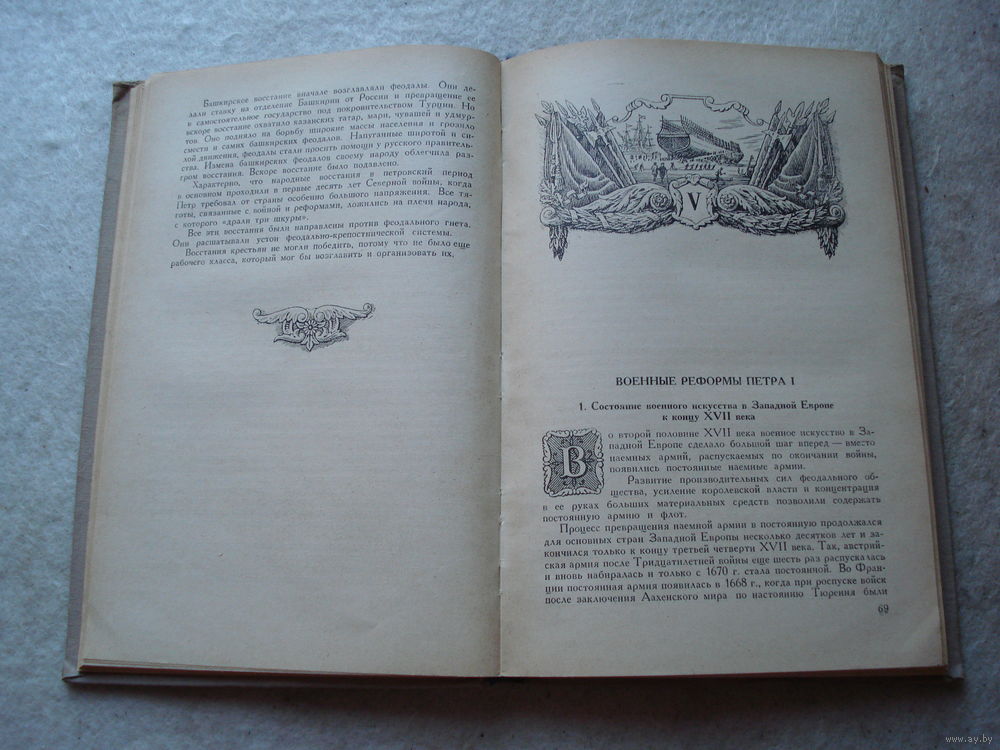 Башкирское восстание вначале возглавляли феодалы. Они де-
лали ставку на отделение Башкирии от России и превращение ее
в самостоятельное государство под покровительством Турции. Но
вскоре восстание охватило казанских татар, мари, чувашей и удмур-
тов. Оно подняло на борьбу широкие массы населения и грозило
смести и самих башкирских феодалов. Напуганные широтой и си-
лой движения, феодалы стали просить помощи у русского правитель-
ства. Измена башкирских феодалов своему народу облегчила раз-
гром восстания. Вскоре восстание было подавлено.
Характерно, что народные восстания в петровский период
в основном проходили в первые десять лет Северной войны, когда
Петр требовал от страны особенно большого напряжения. Все тя-
готы, связанные с войной и реформами, ложились на плечи народа,
с которого «драли три шкуры».
Все эти восстания были направлены против феодального гнета.
Они расшатывали устои феодально-крепостнической системы.
Восстания крестьян не могли победить, потому что не было еще
рабочего класса, который мог бы возглавить и организовать их.
V
ВОЕННЫЕ РЕФОРМЫ ПЕТРА I
1. Состояние военного искусства в Западной Европе
к концу XVII века
Во второй половине XVII века военное искусство в За-
падной Европе сделало большой шаг вперед — вместо
наемных армий, распускаемых по окончании войны,
появились постоянные наемные армии.
Развитие производительных сил феодального об-
щества, усиление королевской власти и концентрация
в ее руках больших материальных средств позволили содержать
постоянную армию и флот.
Процесс превращения наемной армии в постоянную продолжался
для основных стран Западной Европы несколько десятков лет и за-
кончился только к концу третьей четверти XVII века. Так, австрий-
ская армия после Тридцатилетней войны еще шесть раз распускалась
и вновь набиралась и только с 1670 г. стала постоянной. Во Фран-
ции постоянная армия появилась в 1668 г., когда при роспуске войск
после заключения Аахенского мира по настоянию Тюрения были
69
www.ay.by